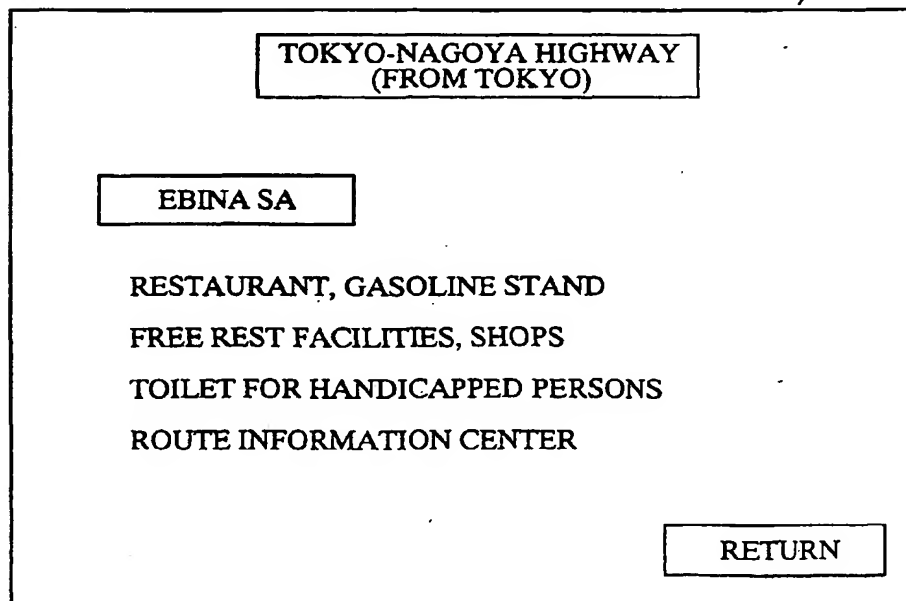 TOKYO-NAGOYA HIGHWAY
(FROM TOKYO)
EBINA SA
RESTAURANT, GASOLINE STAND
FREE REST FACILITIES, SHOPS
TOILET FOR HANDICAPPED PERSONS
ROUTE INFORMATION CENTER
RETURN